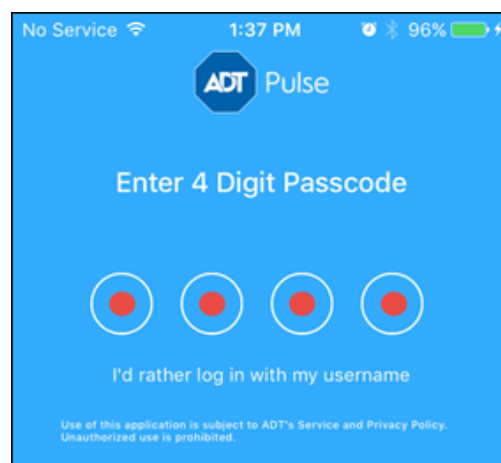 No Service 1:37 PM 96%
ADT Pulse
Enter 4 Digit Passcode
I'd rather log in with my username
Use of this application is subject to ADT's Service and Privacy Policy.
Unauthorized use is prohibited.